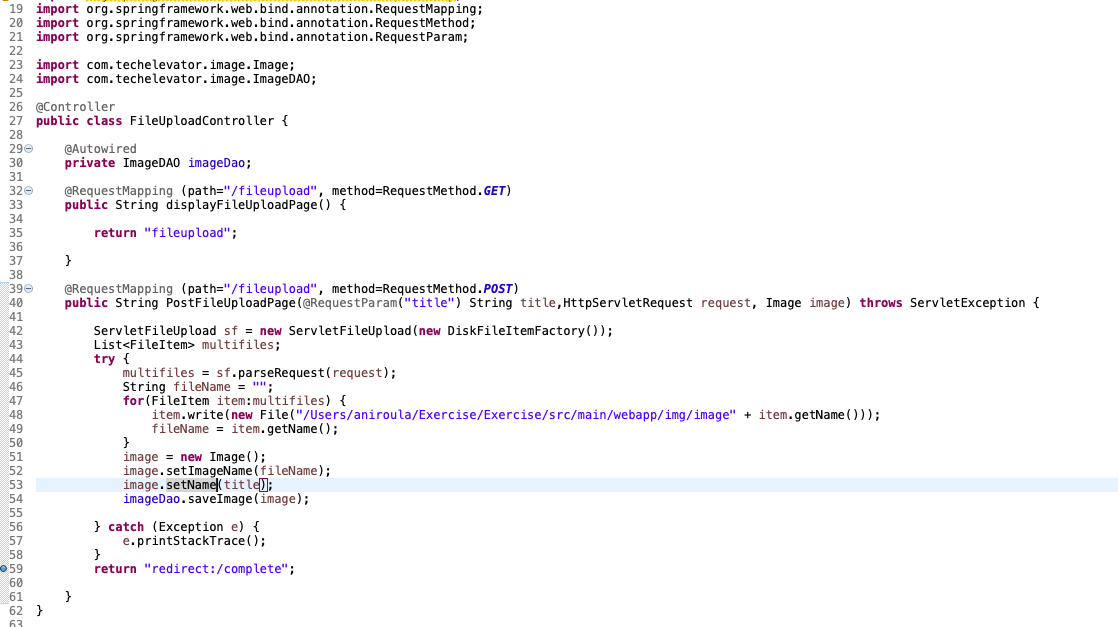 19 import org.springframework.web.bind.annotation.RequestMapping;
20 import org.springframework.web.bind.annotation.RequestMethod;
21 import org.springframework.web.bind.annotation.RequestParam;
22
23 import com.techelevator.image.Image;
24 import com.techelevator.image.ImageDAO;
25
26 @Controller
27 public class FileUploadController {
28
29 @Autowired
30 private ImageDAO imageDao;
31
32 @RequestMapping (path="/fileupload", method=RequestMethod.GET)
33 public String displayFileUploadPage() {
34
35 return "fileupload";
36
37 }
38
39 @RequestMapping (path="/fileupload", method=RequestMethod.POST)
40 public String PostFileUploadPage(@RequestParam("title") String title,HttpServletRequest request, Image image) throws ServletException {
41
42 ServletFileUpload sf = new ServletFileUpload(new DiskFileItemFactory());
43 List<FileItem> multifiles;
44 try {
45 multifiles = sf.parseRequest(request);
46 String fileName = "";
47 for(FileItem item:multifiles) {
48 item.write(new File("/Users/aniroula/Exercise/Exercise/src/main/webapp/img/image" + item.getName()));
49 fileName = item.getName();
50 }
51 image = new Image();
52 image.setImageName(fileName);
53 image.setName(title);
54 imageDao.saveImage(image);
55
56 } catch (Exception e) {
57 e.printStackTrace();
58 }
59 return "redirect:/complete";
60
61 }
62 }
63